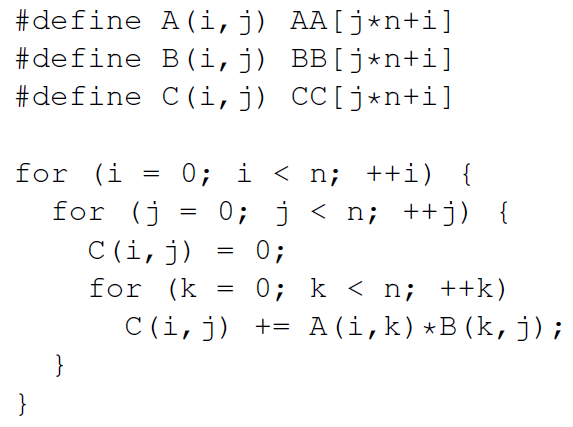 #define A(i,j) AA[j*n+i]
#define B(i,j) BB[j*n+i]
#define C(i,j) CC[j*n+i]

for (i = 0; i < n; ++i) {
  for (j = 0; j < n; ++j) {
    C(i,j) = 0;
    for (k = 0; k < n; ++k)
      C(i,j) += A(i,k)*B(k,j);
  }
}